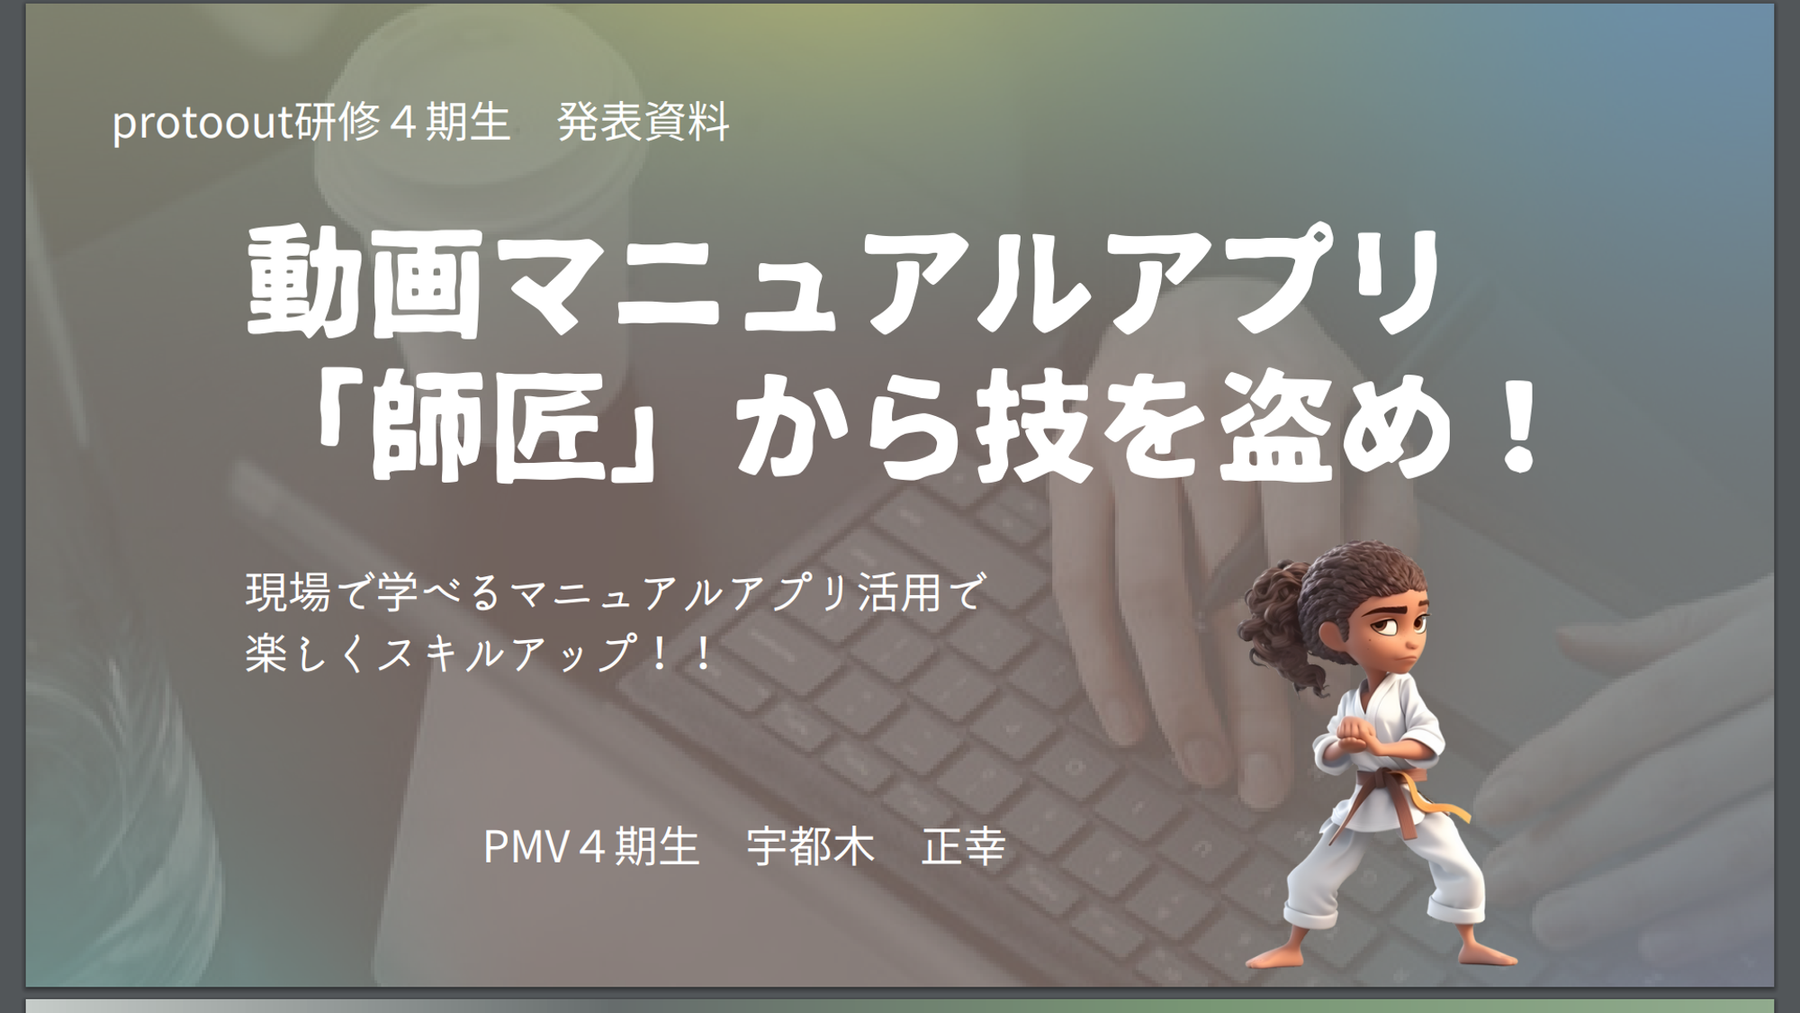 protoout研修４期生　発表資料
動画マニュアルアプリ
「師匠」から技を盗め！
現場で学べるマニュアルアプリ活用で
楽しくスキルアップ！！
PMV４期生　宇都木　正幸